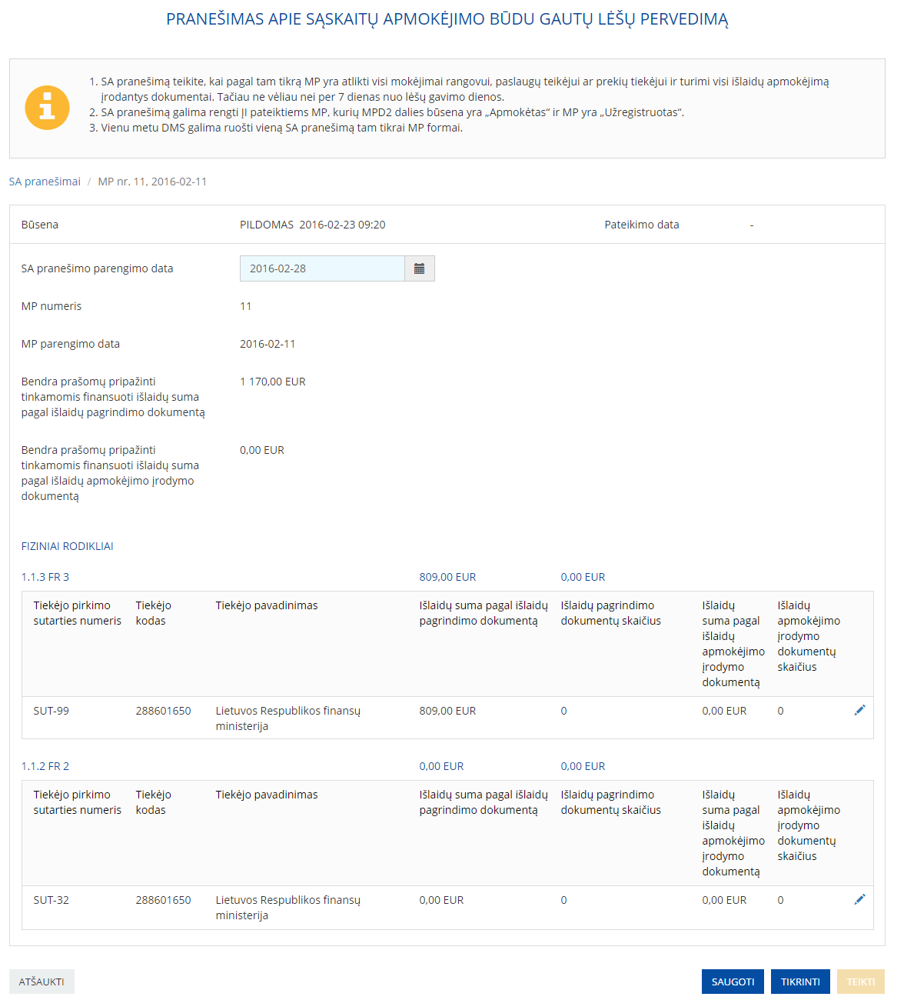 PRANEŠIMAS APIE SĄSKAITŲ APMOKĖJIMO BŪDU GAUTŲ LĖŠŲ PERVEDIMĄ
1. SA pranešimą teikite, kai pagal tam tikrą MP yra atlikti visi mokėjimai rangovui, paslaugų teikėjui ar prekių tiekėjui ir turimi visi išlaidų apmokėjimą
įrodantys dokumentai. Tačiau ne vėliau nei per 7 dienas nuo lėšų gavimo dienos.
2. SA pranešimą galima rengti ĮI pateiktiems MP, kurių MPD2 dalies būsena yra „Apmokėtas“ ir MP yra „Užregistruotas“.
3. Vienu metu DMS galima ruošti vieną SA pranešimą tam tikrai MP formai.
SA pranešimai / MP nr. 11, 2016-02-11
Būsena PILDOMAS 2016-02-23 09:20 Pateikimo data -
SA pranešimo parengimo data 2016-02-28
MP numeris 11
MP parengimo data 2016-02-11
Bendra prašomų pripažinti 1 170,00 EUR
tinkamomis finansuoti išlaidų suma
pagal išlaidų pagrindimo dokumentą
Bendra prašomų pripažinti 0,00 EUR
tinkamomis finansuoti išlaidų suma
pagal išlaidų apmokėjimo įrodymo
dokumentą
FIZINIAI RODIKLIAI
1.1.3 FR 3 809,00 EUR 0,00 EUR
Tiekėjo pirkimo Tiekėjo Tiekėjo pavadinimas Išlaidų suma pagal išlaidų Išlaidų pagrindimo Išlaidų Išlaidų
sutarties numeris kodas pagrindimo dokumentą dokumentų skaičius suma pagal apmokėjimo
išlaidų įrodymo
apmokėjimo dokumentų
įrodymo skaičius
dokumentą
SUT-99 288601650 Lietuvos Respublikos finansų 809,00 EUR 0 0,00 EUR 0
ministerija
1.1.2 FR 2 0,00 EUR 0,00 EUR
Tiekėjo pirkimo Tiekėjo Tiekėjo pavadinimas Išlaidų suma pagal išlaidų Išlaidų pagrindimo Išlaidų Išlaidų
sutarties numeris kodas pagrindimo dokumentą dokumentų skaičius suma pagal apmokėjimo
išlaidų įrodymo
apmokėjimo dokumentų
įrodymo skaičius
dokumentą
SUT-32 288601650 Lietuvos Respublikos finansų 0,00 EUR 0 0,00 EUR 0
ministerija
ATŠAUKTI SAUGOTI TIKRINTI TEIKTI